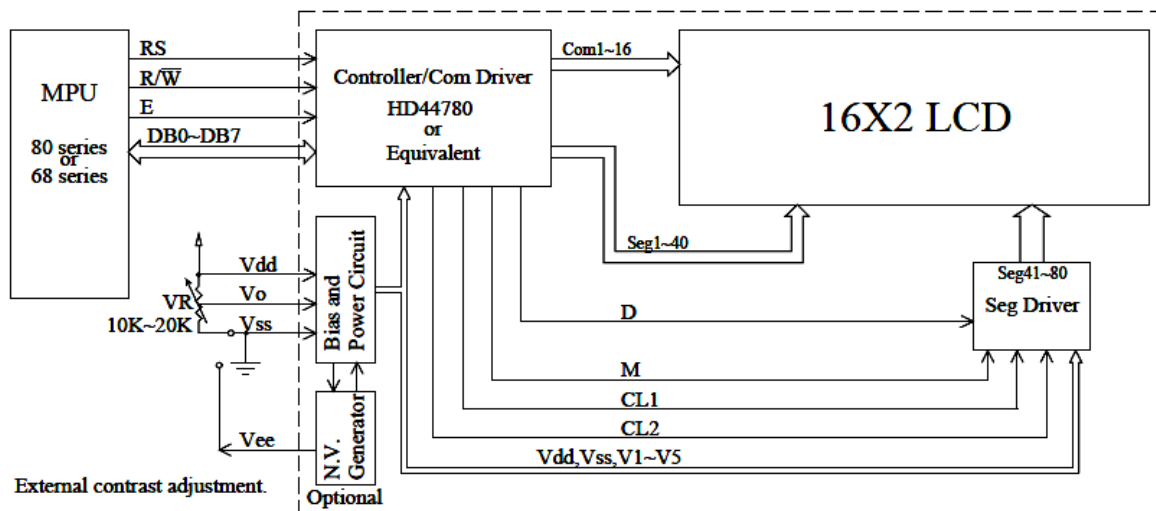 MPU
80 series
or
68 series
RS
R/W̅
E
DB0~DB7
Controller/Com Driver
HD44780
or
Equivalent
Com1~16
16X2 LCD
Seg1~40
Seg41~80
Seg Driver
D
M
CL1
CL2
Vdd,Vss,V1~V5
Vdd
Vo
Vss
VR
10K~20K
Bias and
Power Circuit
N.V.
Generator
Optional
Vee
External contrast adjustment.